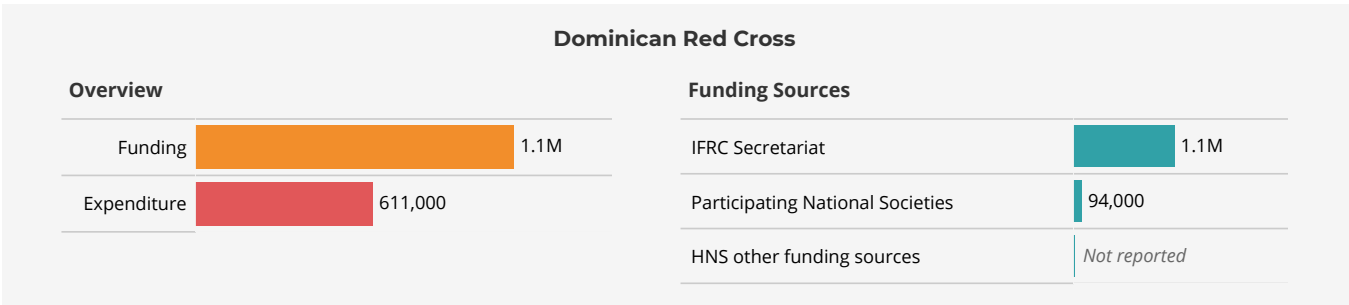 Dominican Red Cross
Overview
Funding 1.1M
Expenditure 611,000
Funding Sources
IFRC Secretariat 1.1M
Participating National Societies 94,000
HNS other funding sources Not reported